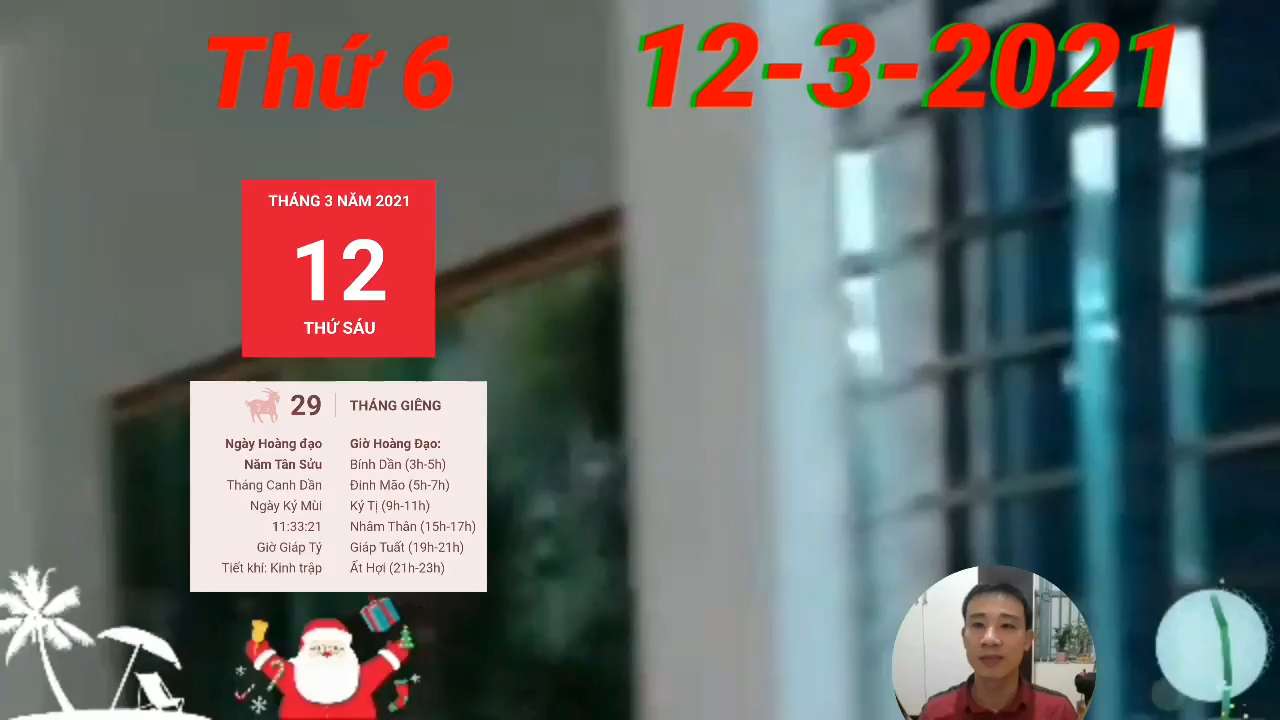 Thứ 6 12-3-2021
THÁNG 3 NĂM 2021
12
THỨ SÁU
29 THÁNG GIÊNG
Ngày Hoàng đạo
Năm Tân Sửu
Tháng Canh Dần
Ngày Kỷ Mùi
11:33:21
Giờ Giáp Tý
Tiết khí: Kinh trập
Giờ Hoàng Đạo:
Bính Dần (3h-5h)
Đinh Mão (5h-7h)
Kỷ Tị (9h-11h)
Nhâm Thân (15h-17h)
Giáp Tuất (19h-21h)
Ất Hợi (21h-23h)